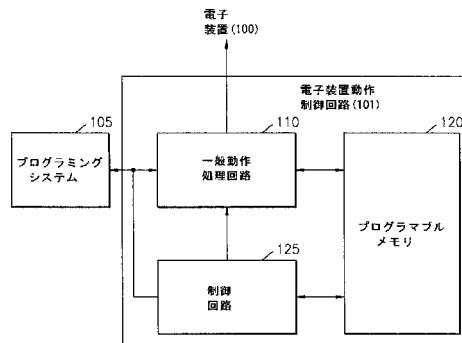 電子
装置(100)
電子装置動作
制御回路(101)
105
プログラミング
システム
110
一般動作
処理回路
120
プログラマブル
メモリ
125
制御
回路